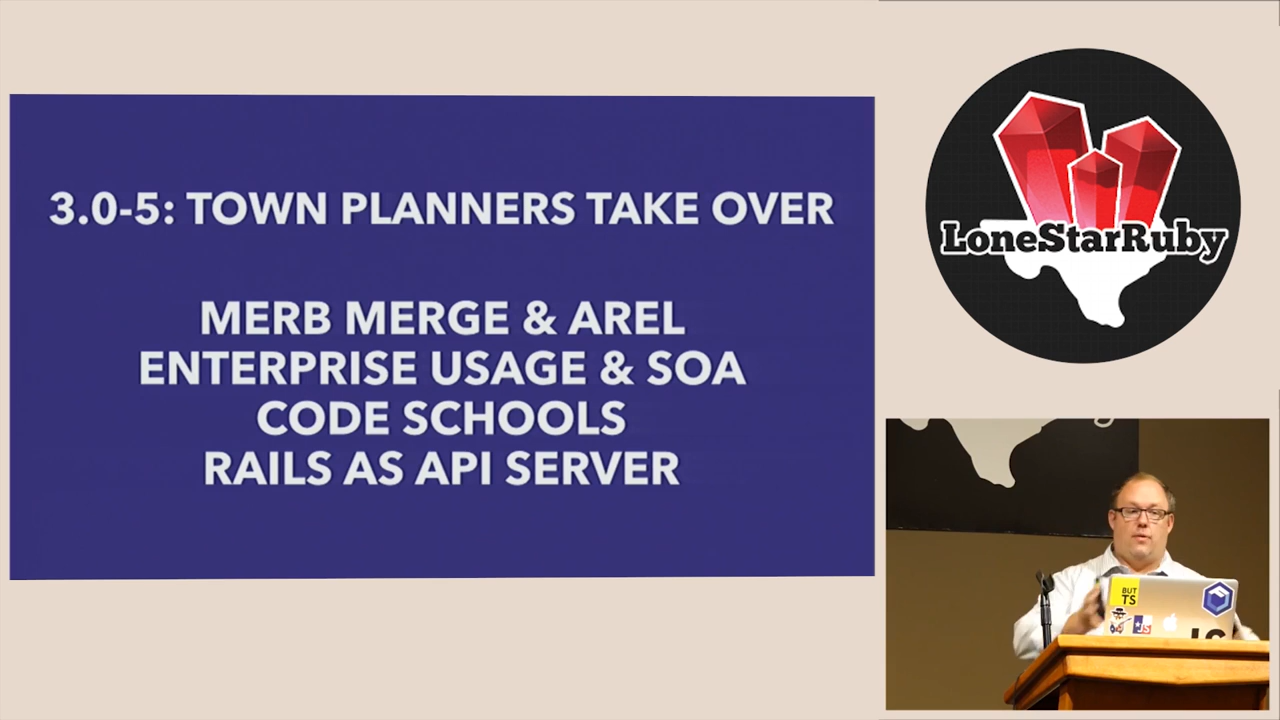 3.0-5: TOWN PLANNERS TAKE OVER
MERB MERGE & AREL
ENTERPRISE USAGE & SOA
CODE SCHOOLS
RAILS AS API SERVER
LoneStarRuby
BUT
TS
JS